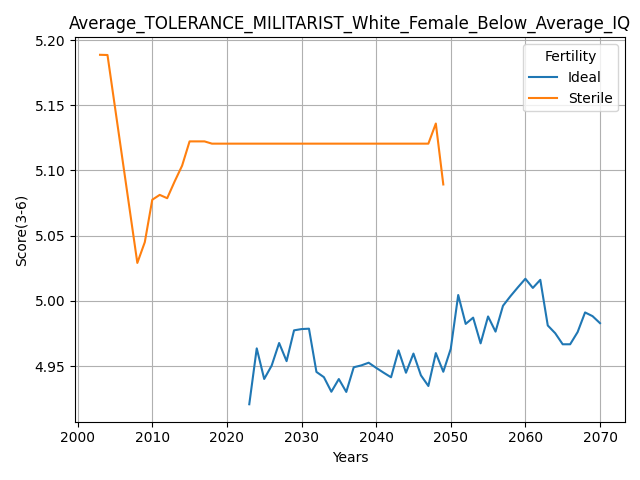 Average_TOLERANCE_MILITARIST_White_Female_Below_Average_IQ
Fertility
Ideal
Sterile
Score(3-6)
5.20
5.15
5.10
5.05
5.00
4.95
2000 2010 2020 2030 2040 2050 2060 2070
Years